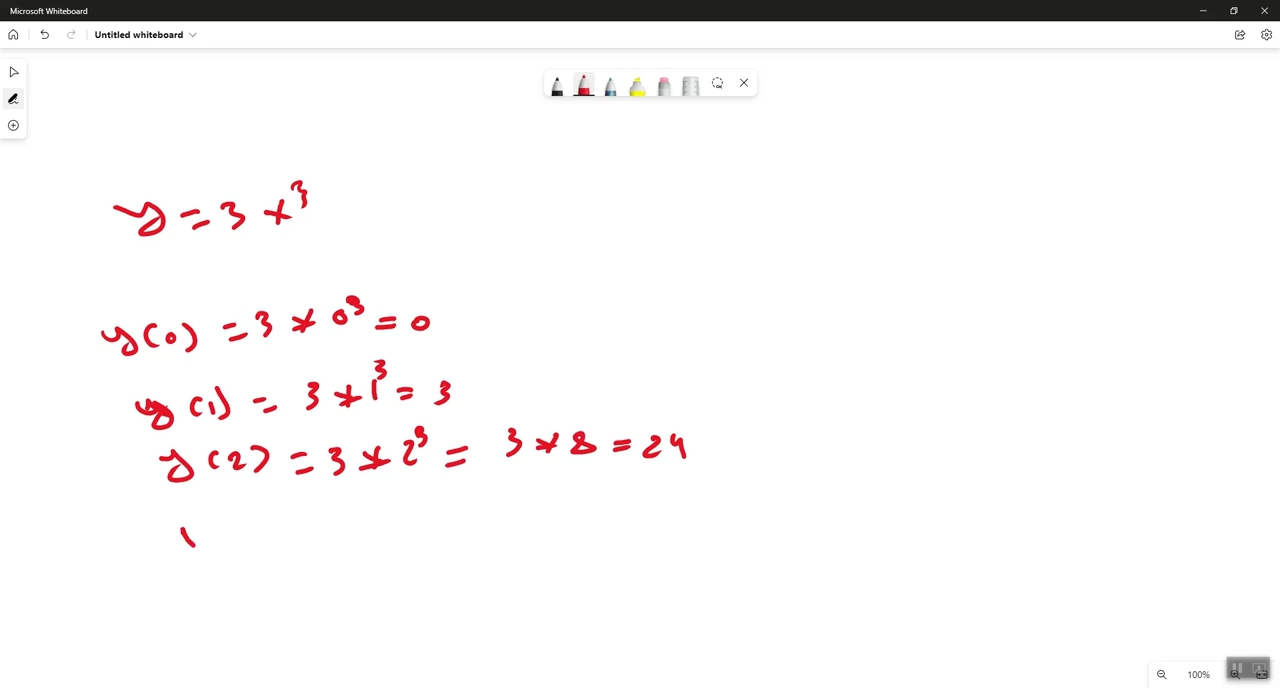 Microsoft Whiteboard
Untitled whiteboard
y = 3 x³
y(0) = 3 * 0³ = 0
y(1) = 3 * 1³ = 3
y(2) = 3 * 2³ = 3 * 8 = 24
100%